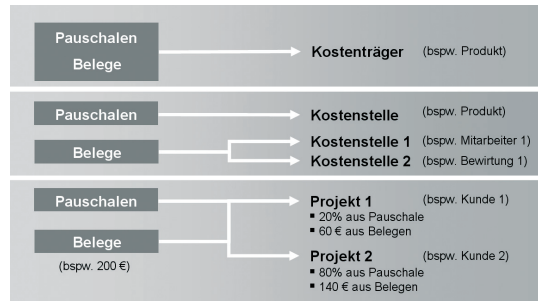 Pauschalen
Belege
Kostenträger (bspw. Produkt)
Pauschalen
Kostenstelle (bspw. Produkt)
Belege
Kostenstelle 1 (bspw. Mitarbeiter 1)
Kostenstelle 2 (bspw. Bewirtung 1)
Pauschalen
Projekt 1 (bspw. Kunde 1)
▪ 20% aus Pauschale
▪ 60 € aus Belegen
Belege
(bspw. 200 €)
Projekt 2 (bspw. Kunde 2)
▪ 80% aus Pauschale
▪ 140 € aus Belegen